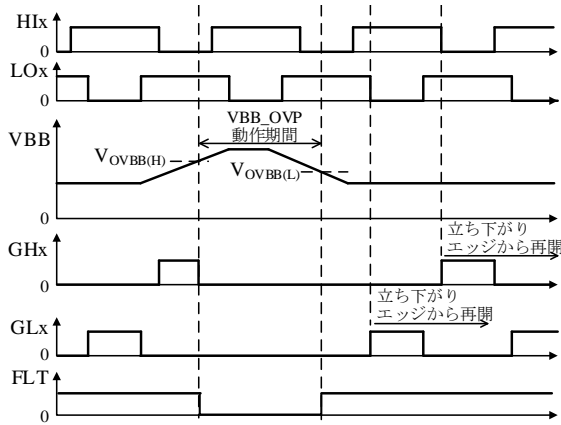 HIx
0
LOx
0
VBB_OVP
動作期間
VBB
VOVBB(H)
VOVBB(L)
0
立ち下がり
エッジから再開
GHx
0
立ち下がり
エッジから再開
GLx
0
FLT
0